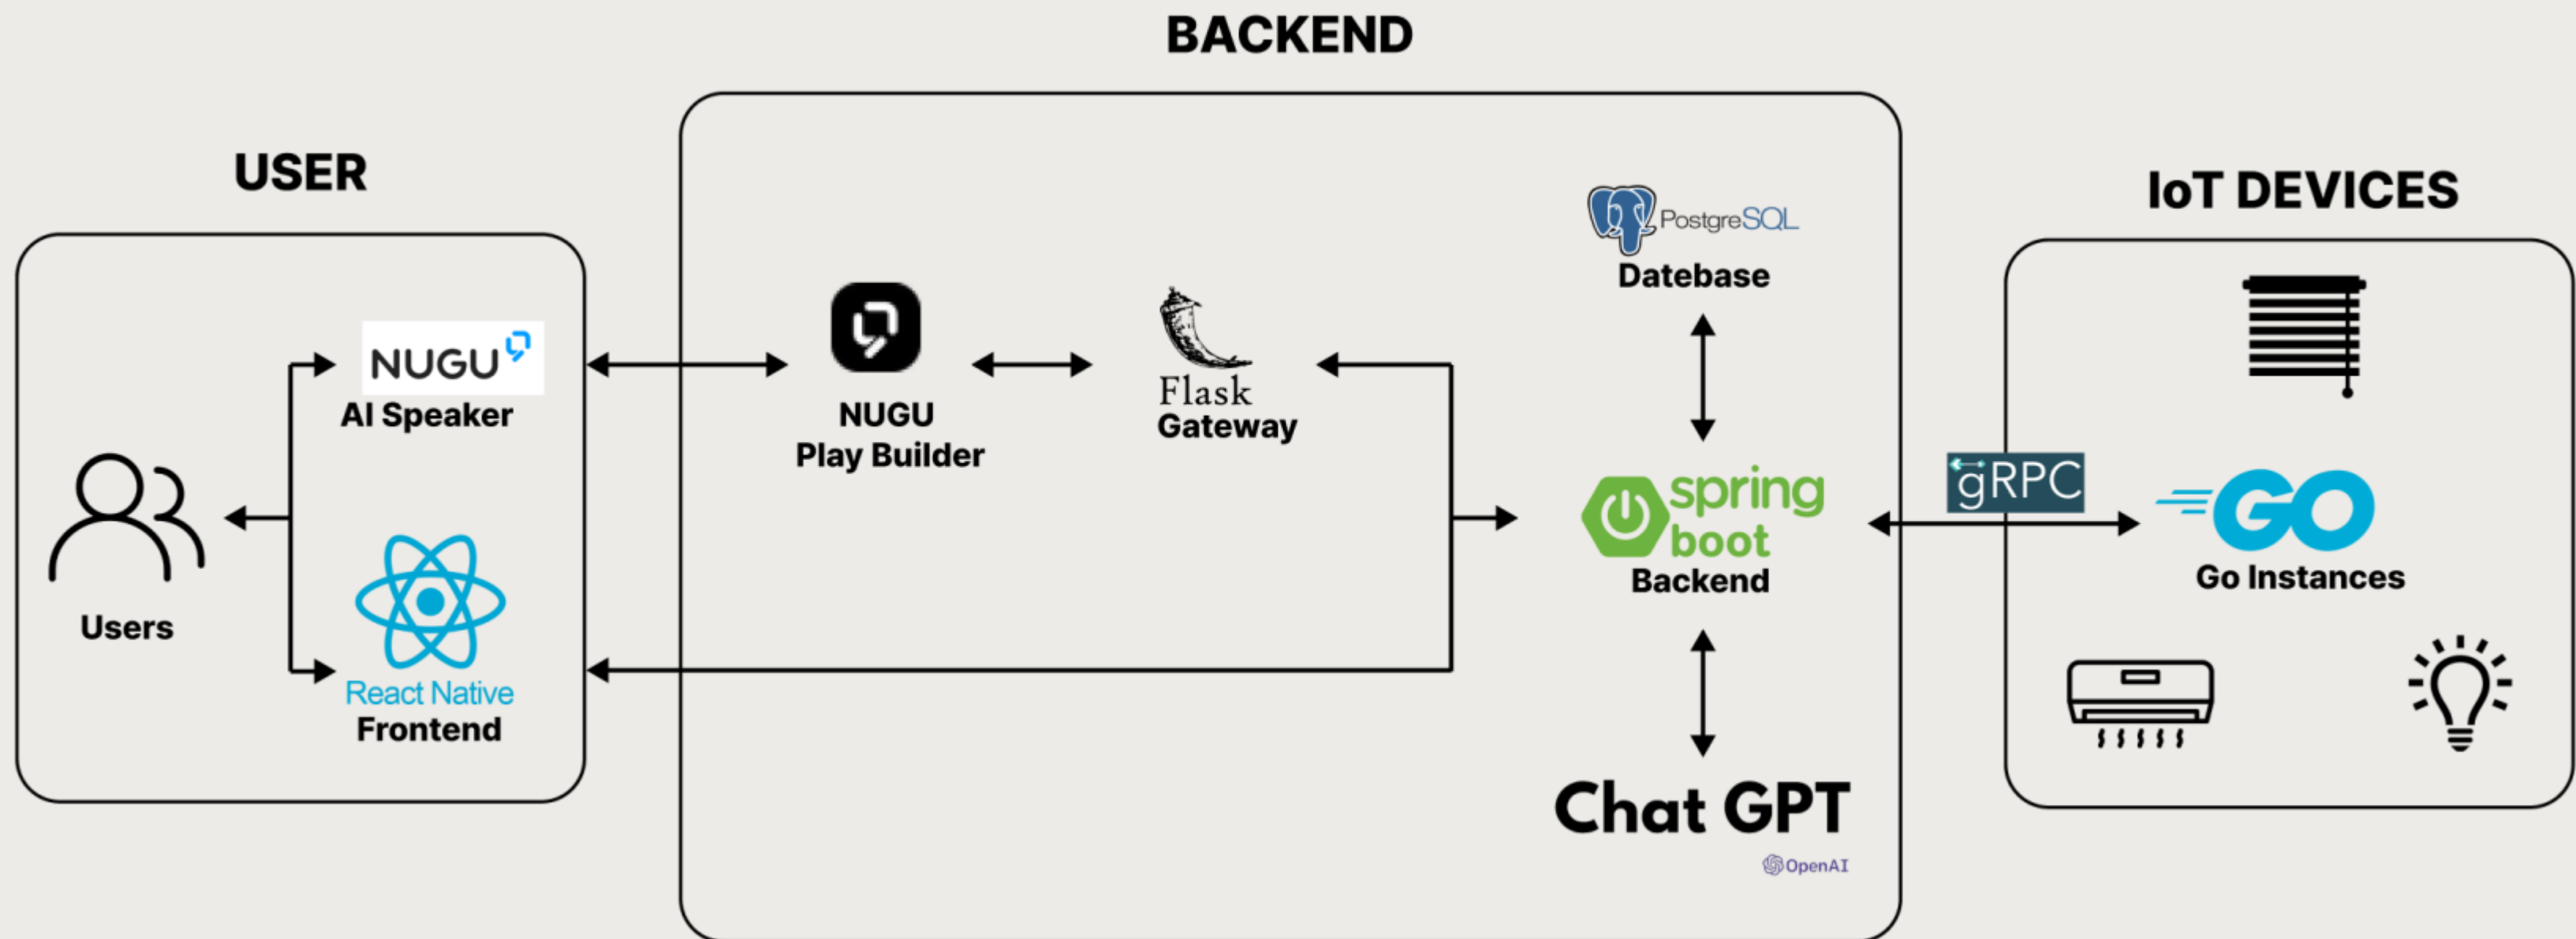 BACKEND
USER
IoT DEVICES
NUGU
AI Speaker
Users
React Native
Frontend
NUGU
Play Builder
Flask
Gateway
PostgreSQL
Datebase
spring
boot
Backend
Chat GPT
OpenAI
gRPC
GO
Go Instances